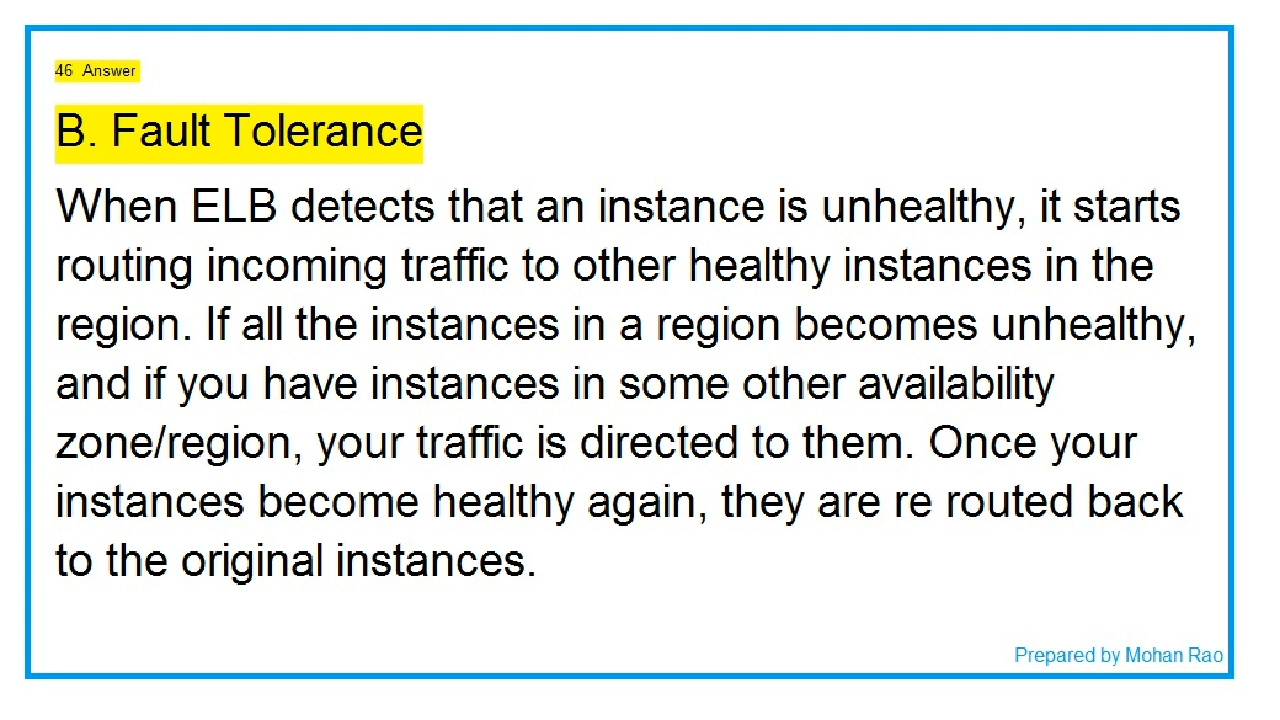 46 Answer
B. Fault Tolerance
When ELB detects that an instance is unhealthy, it starts
routing incoming traffic to other healthy instances in the
region. If all the instances in a region becomes unhealthy,
and if you have instances in some other availability
zone/region, your traffic is directed to them. Once your
instances become healthy again, they are re routed back
to the original instances.
Prepared by Mohan Rao